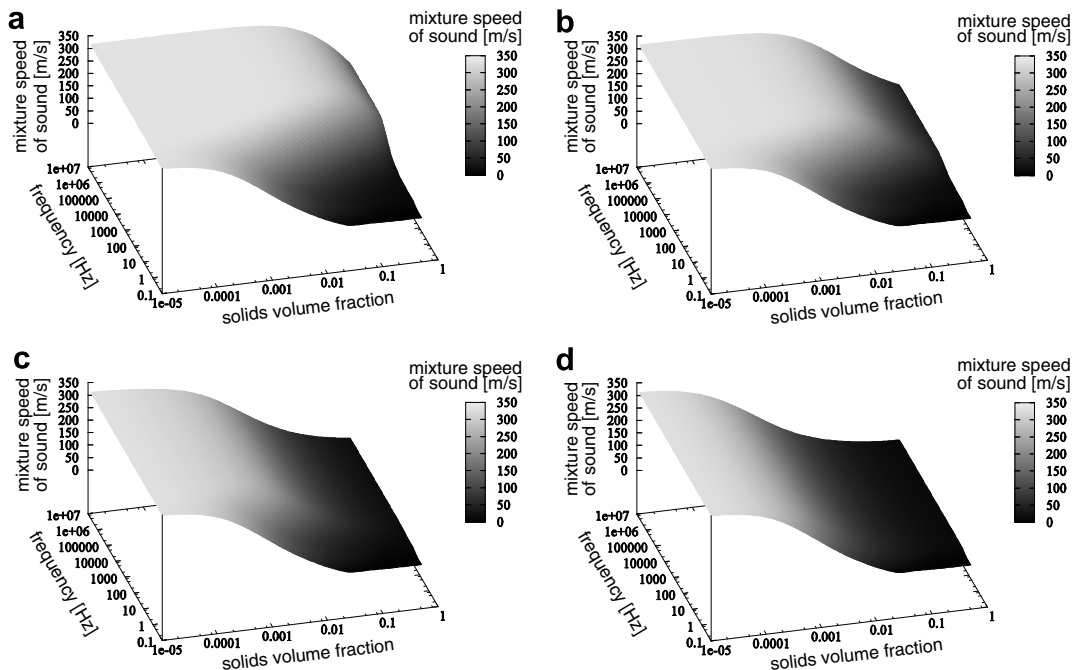 a
mixture speed
of sound [m/s]
350
300
250
200
150
100
50
0
mixture speed
of sound [m/s]
350
300
250
200
150
100
50
0
1e+07
1e+06
100000
10000
1000
100
10
1
0.1
frequency [Hz]
1e-05
0.0001
0.001
0.01
0.1
1
solids volume fraction
b
mixture speed
of sound [m/s]
350
300
250
200
150
100
50
0
mixture speed
of sound [m/s]
350
300
250
200
150
100
50
0
1e+07
1e+06
100000
10000
1000
100
10
1
0.1
frequency [Hz]
1e-05
0.0001
0.001
0.01
0.1
1
solids volume fraction
c
mixture speed
of sound [m/s]
350
300
250
200
150
100
50
0
mixture speed
of sound [m/s]
350
300
250
200
150
100
50
0
1e+07
1e+06
100000
10000
1000
100
10
1
0.1
frequency [Hz]
1e-05
0.0001
0.001
0.01
0.1
1
solids volume fraction
d
mixture speed
of sound [m/s]
350
300
250
200
150
100
50
0
mixture speed
of sound [m/s]
350
300
250
200
150
100
50
0
1e+07
1e+06
100000
10000
1000
100
10
1
0.1
frequency [Hz]
1e-05
0.0001
0.001
0.01
0.1
1
solids volume fraction